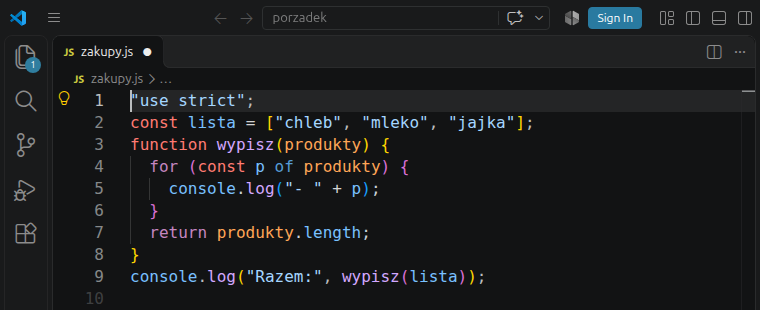 porzadek
Sign In
JS zakupy.js
1
JS zakupy.js > ...
1 "use strict";
2 const lista = ["chleb", "mleko", "jajka"];
3 function wypisz(produkty) {
4   for (const p of produkty) {
5     console.log("- " + p);
6   }
7   return produkty.length;
8 }
9 console.log("Razem:", wypisz(lista));
10